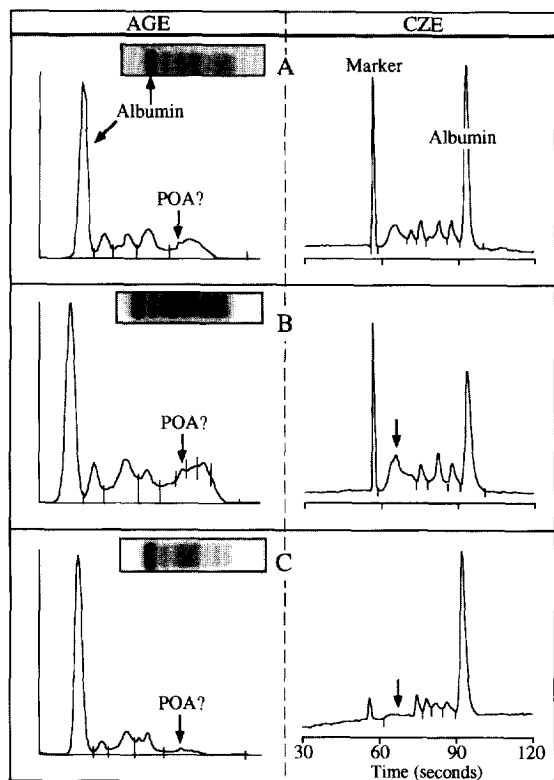 AGE CZE
A
Marker
Albumin
Albumin
POA?
B
POA?
C
POA?
30 60 90 120
Time (seconds)